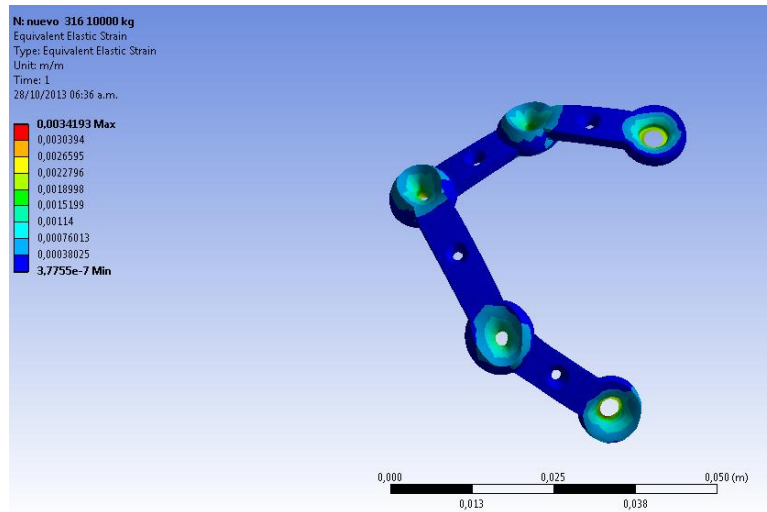 N: nuevo 316 10000 kg
Equivalent Elastic Strain
Type: Equivalent Elastic Strain
Unit: m/m
Time: 1
28/10/2013 06:36 a.m.
0,0034193 Max
0,0030394
0,0026595
0,0022796
0,0018998
0,0015199
0,00114
0,00076013
0,00038025
3,7755e-7 Min
0,000 0,025 0,050 (m)
0,013 0,038